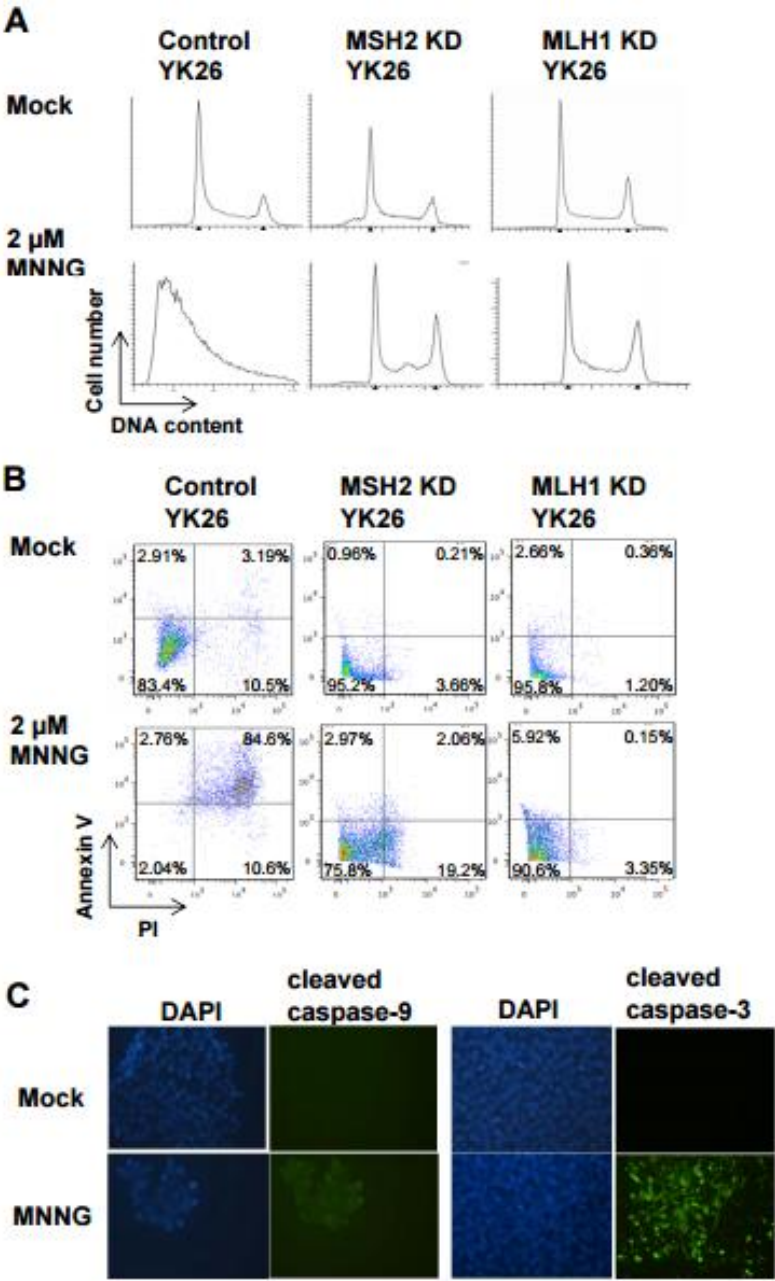 A
Control YK26
MSH2 KD YK26
MLH1 KD YK26
Mock
2 µM MNNG
Cell number
DNA content
B
Control YK26
MSH2 KD YK26
MLH1 KD YK26
Mock
2.91% 3.19%
83.4% 10.5%
0.96% 0.21%
95.2% 3.66%
2.66% 0.36%
95.8% 1.20%
2 µM MNNG
2.76% 84.6%
2.04% 10.6%
2.97% 2.06%
75.8% 19.2%
5.92% 0.15%
90.6% 3.35%
Annexin V
PI
C
DAPI
cleaved caspase-9
DAPI
cleaved caspase-3
Mock
MNNG